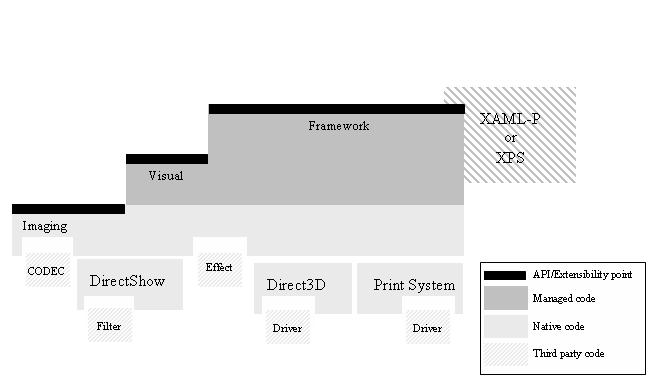 XAML-P
or
XPS
Framework
Visual
Imaging
CODEC
DirectShow
Effect
Direct3D
Print System
Filter
Driver
Driver
API/Extensibility point
Managed code
Native code
Third party code